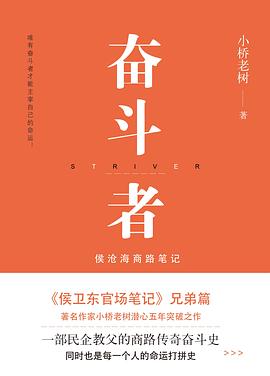 唯有奋斗者才能主宰自己的命运！
小桥老树
著
奋斗者
STRIVER
侯沧海商路笔记
《侯卫东官场笔记》兄弟篇
著名作家小桥老树潜心五年突破之作
一部民企教父的商路传奇奋斗史
同时也是每一个人的命运打拼史
>>>